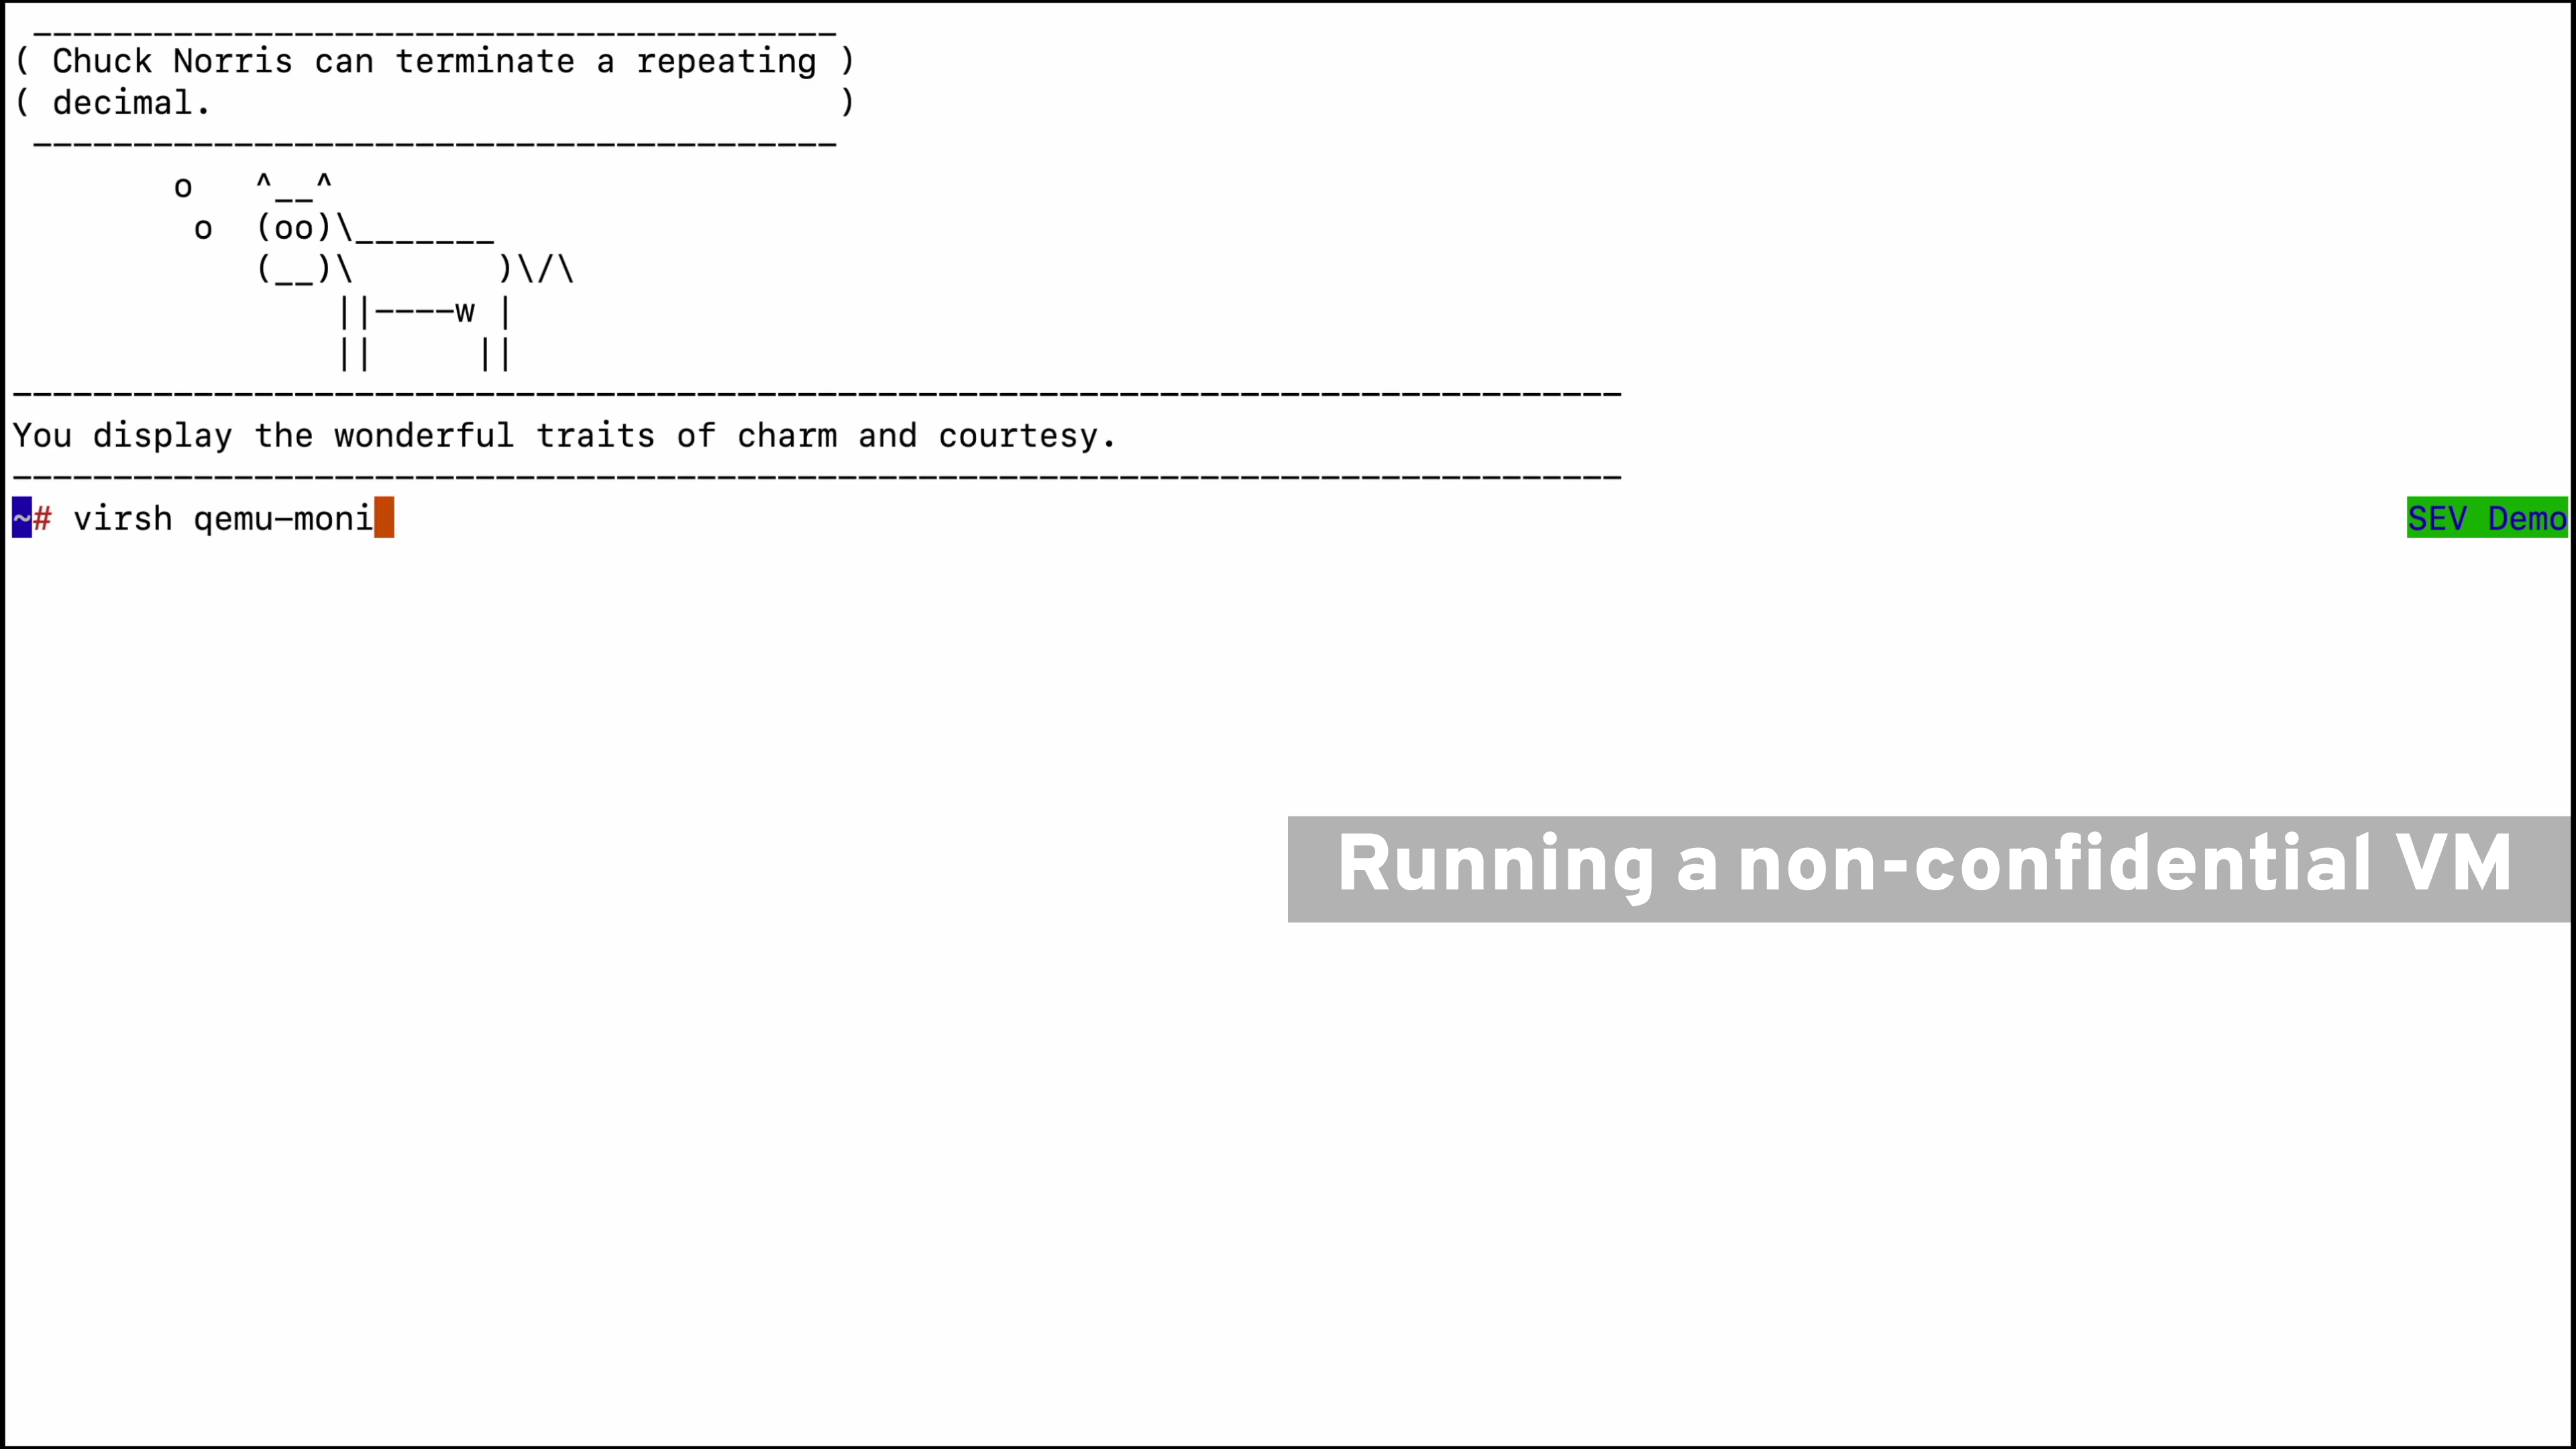 ________________________________________
( Chuck Norris can terminate a repeating )
( decimal.                               )
 ----------------------------------------
        o   ^__^
         o  (oo)\_______
            (__)\       )\/\
                ||----w |
                ||     ||
--------------------------------------------------------------------------------
You display the wonderful traits of charm and courtesy.
--------------------------------------------------------------------------------
~# virsh qemu-moni
SEV Demo
Running a non-confidential VM